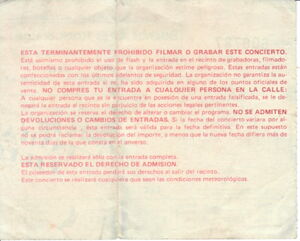 ESTA TERMINANTEMENTE PROHIBIDO FILMAR O GRABAR ESTE CONCIERTO.
Está asimismo prohibido el uso de flash y la entrada en el recinto de grabadoras, filmado-
ras, botellas o cualquier objeto que la organización estime peligroso. Estas entradas están
confeccionadas con los últimos adelantos de seguridad. La organización no garantiza la au-
tenticidad de esta entrada si no ha sido adquirida en alguno de los puntos oficiales de
venta. NO COMPRES TU ENTRADA A CUALQUIER PERSONA EN LA CALLE:
A cualquier persona que se la encuentre en posesión de una entrada falsificada, se le dene-
gará la entrada al recinto sin perjuicio de las acciones legales pertinentes.
La organización se reserva el derecho de alterar o cambiar el programa. NO SE ADMITEN
DEVOLUCIONES O CAMBIOS DE ENTRADAS. Si la fecha del concierto variara por al-
guna circunstancia, esta entrada será válida para la fecha definitiva. En este supuesto
só o podrá reclamar la devolución del importe, a menos que la nueva fecha difiera más de
noventa días de la que consta en el anverso.
La admisión se realizará sólo con la entrada completa.
ESTA RESERVADO EL DERECHO DE ADMISION.
El poseedor de esta entrada perderá sus derechos al salir del recinto.
Este concierto se realizará cualquiera que sean las condiciones meteorológicas.